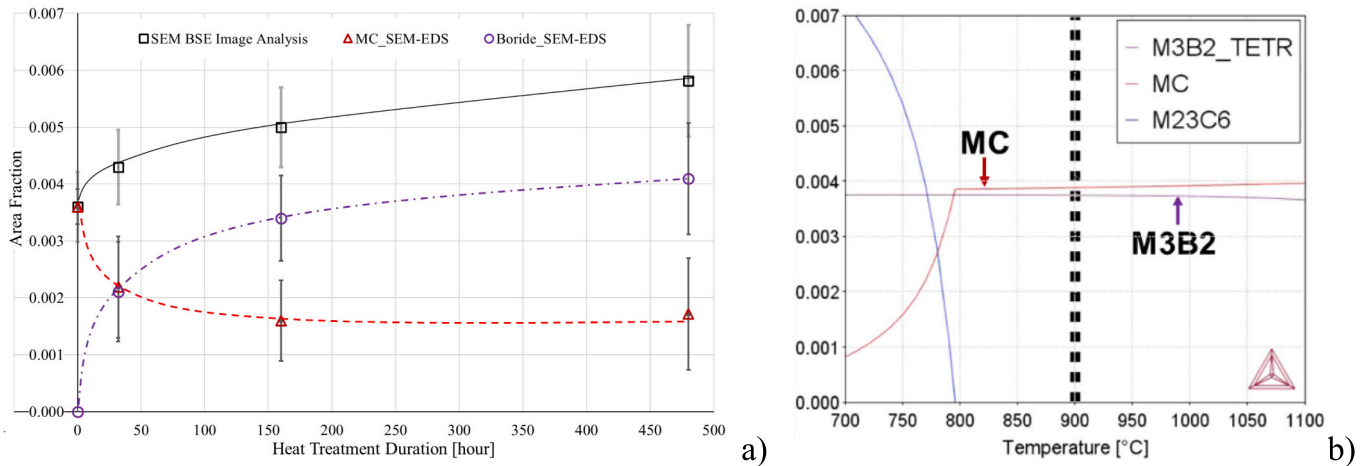 0.007
0.006
0.005
0.004
0.003
0.002
0.001
-0.000
Area Fraction
SEM BSE Image Analysis
MC_SEM-EDS
Boride_SEM-EDS
0
50
100
150
200
250
300
350
400
450
500
Heat Treatment Duration [hour]
a)
0.007
0.006
0.005
0.004
0.003
0.002
0.001
0.000
M3B2_TETR
MC
M23C6
MC
M3B2
700
750
800
850
900
950
1000
1050
1100
Temperature [°C]
b)